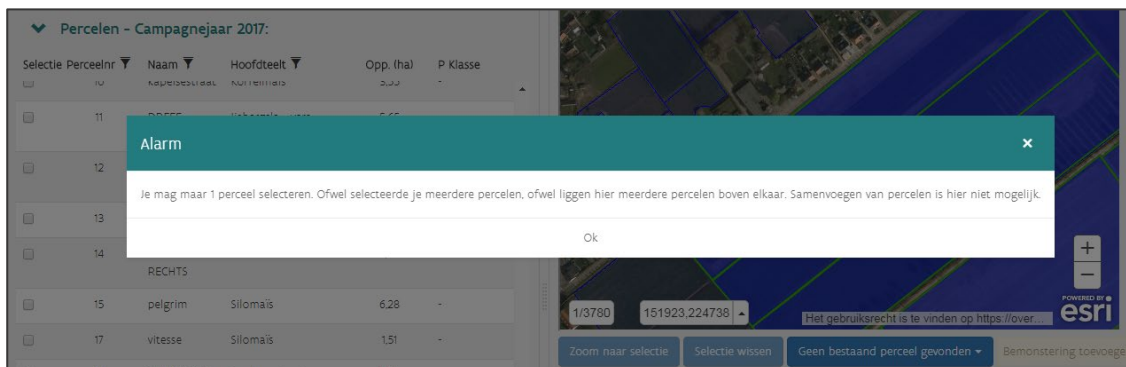 Percelen - Campagnejaar 2017:
Selectie Perceelnr Naam Hoofdteelt Opp. (ha) P Klasse
10 kapelsestraat Korrelmaïs -
11
Alarm
12
Je mag maar 1 perceel selecteren. Ofwel selecteerde je meerdere percelen, ofwel liggen hier meerdere percelen boven elkaar. Samenvoegen van percelen is hier niet mogelijk.
13
Ok
14
RECHTS
15 pelgrim Silomaïs 6,28 -
17 vitesse Silomaïs 1,51 -
+
−
POWERED BY
esri
1/3780 151923,224738
Het gebruiksrecht is te vinden op https://over...
Zoom naar selectie Selectie wissen Geen bestaand perceel gevonden Bemonstering toevoege